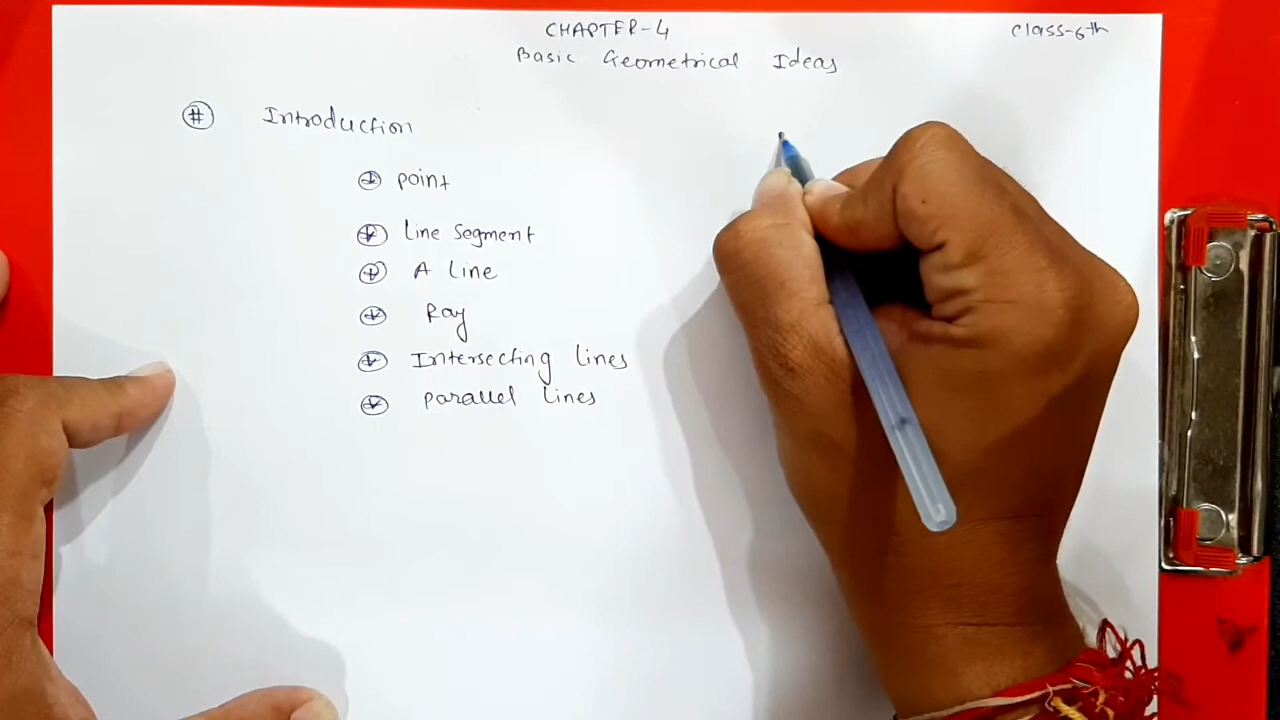 CHAPTER-4
Class-6th
Basic Geometrical Ideas
# Introduction
point
Line Segment
A Line
Ray
Intersecting lines
parallel lines